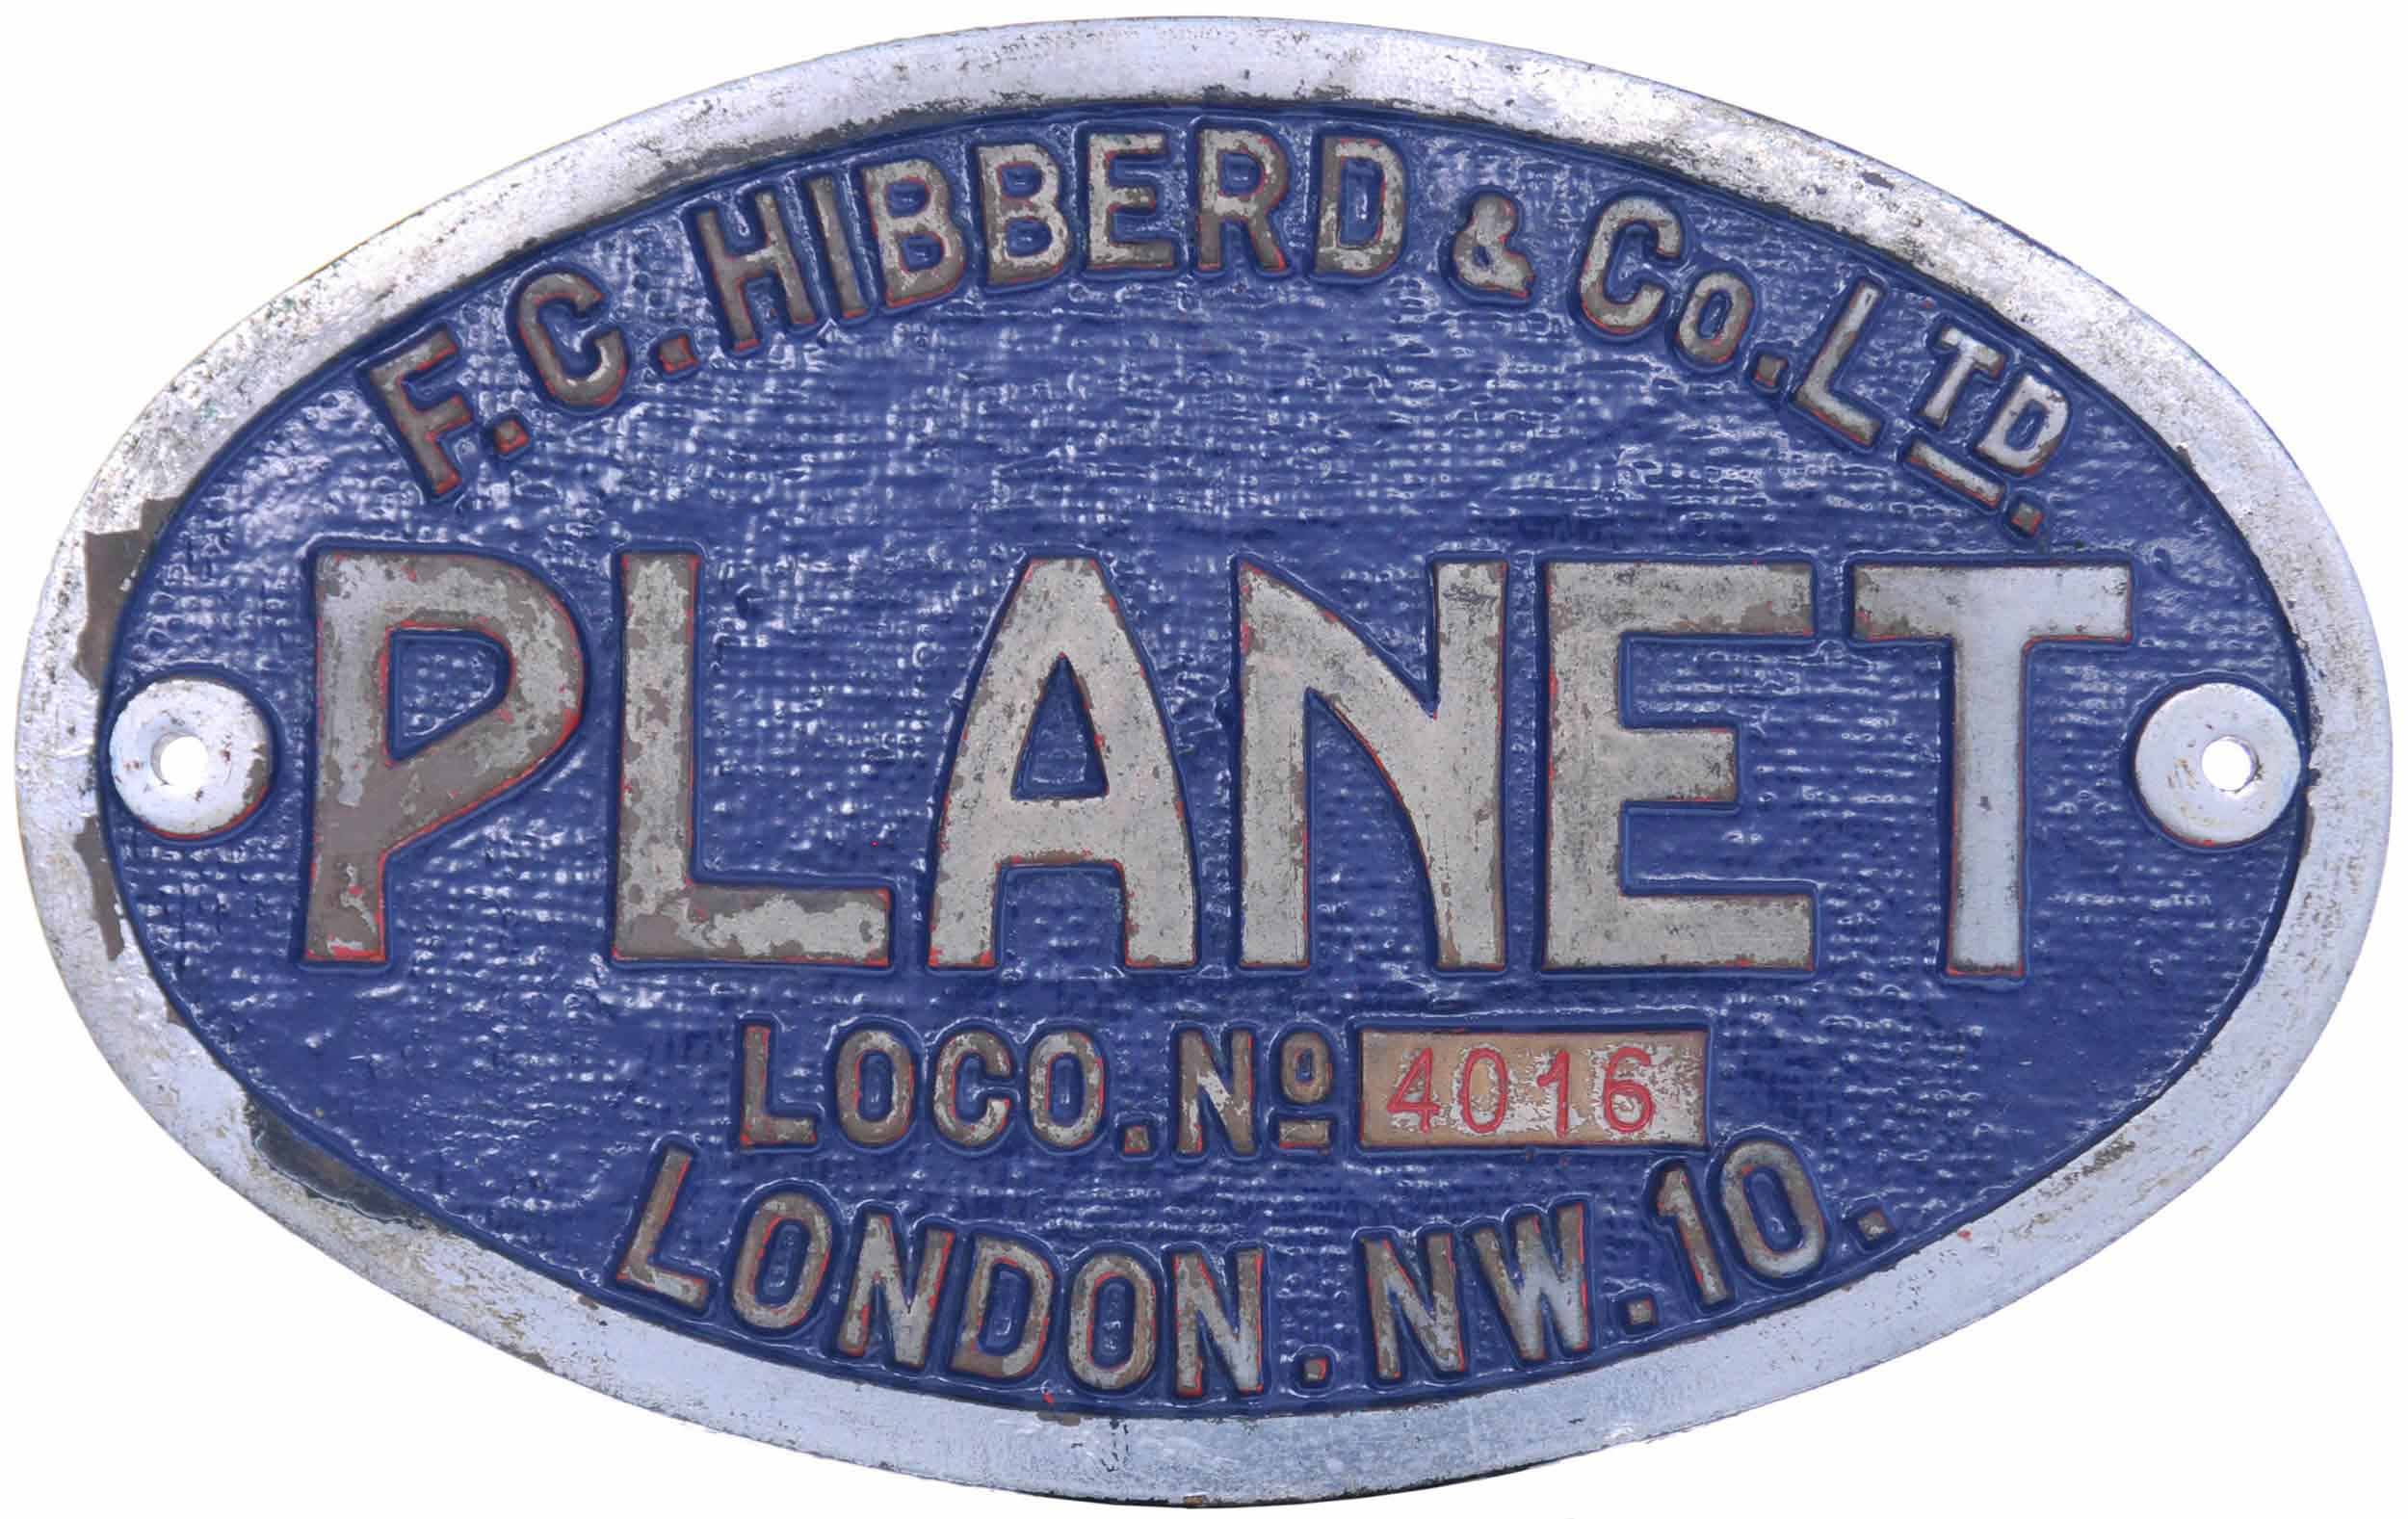 F.C.HIBBERD & Co.LTD.
PLANET
LOCO.No 4016
LONDON.NW.10.